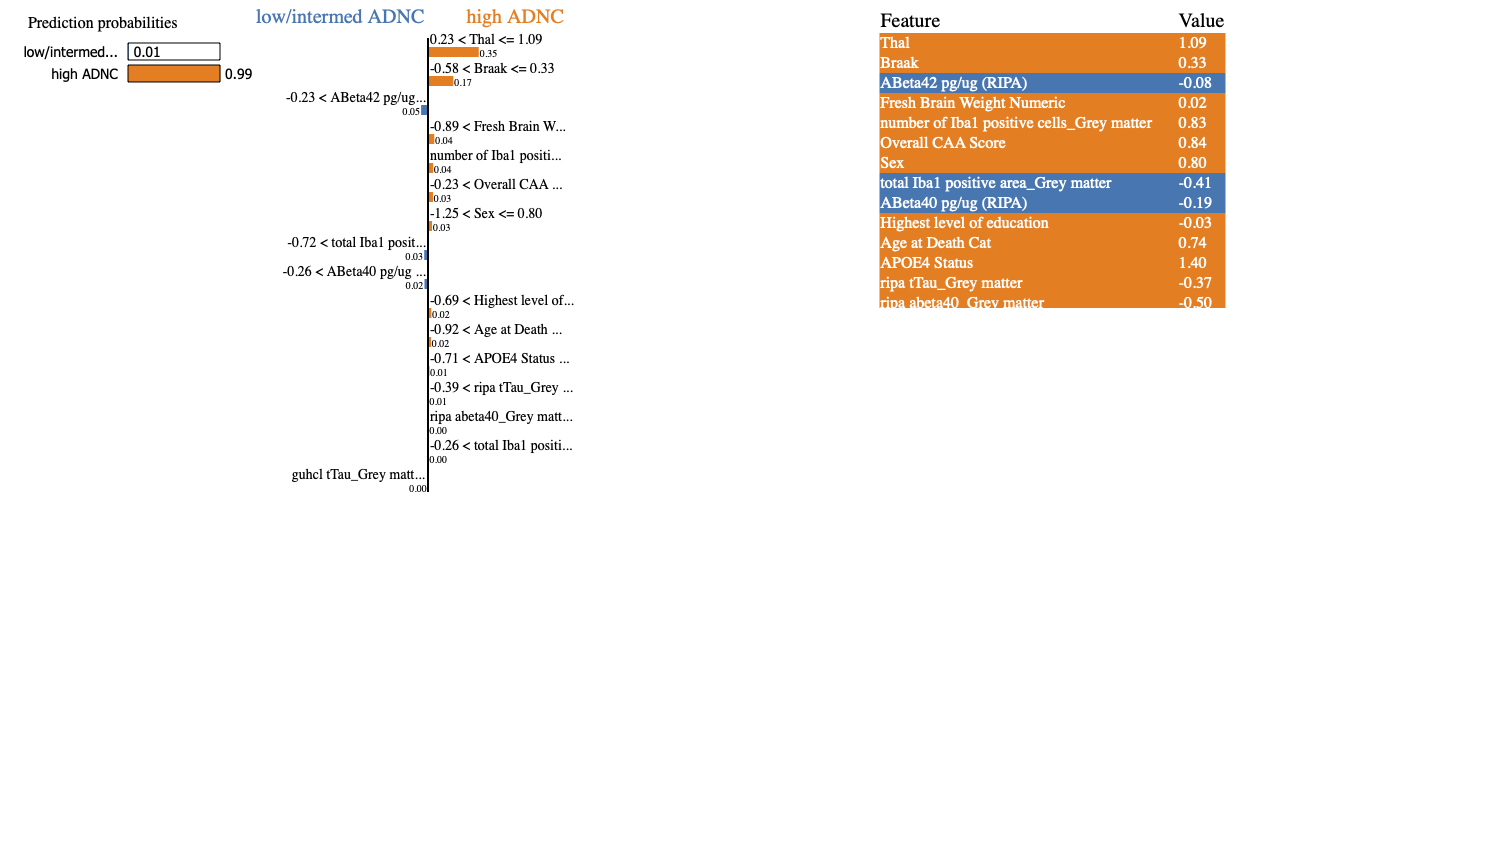 Prediction probabilities
low/intermed... 0.01
high ADNC 0.99
low/intermed ADNC high ADNC
0.23 < Thal <= 1.09
0.35
-0.58 < Braak <= 0.33
0.17
-0.23 < ABeta42 pg/ug...
0.05
-0.89 < Fresh Brain W...
0.04
number of Iba1 positi...
0.04
-0.23 < Overall CAA ...
0.03
-1.25 < Sex <= 0.80
0.03
-0.72 < total Iba1 posit...
0.03
-0.26 < ABeta40 pg/ug ...
0.02
-0.69 < Highest level of...
0.02
-0.92 < Age at Death ...
0.02
-0.71 < APOE4 Status ...
0.01
-0.39 < ripa tTau_Grey ...
0.01
ripa abeta40_Grey matt...
0.00
-0.26 < total Iba1 positi...
0.00
guhcl tTau_Grey matt...
0.00
Feature Value
Thal 1.09
Braak 0.33
ABeta42 pg/ug (RIPA) -0.08
Fresh Brain Weight Numeric 0.02
number of Iba1 positive cells_Grey matter 0.83
Overall CAA Score 0.84
Sex 0.80
total Iba1 positive area_Grey matter -0.41
ABeta40 pg/ug (RIPA) -0.19
Highest level of education -0.03
Age at Death Cat 0.74
APOE4 Status 1.40
ripa tTau_Grey matter -0.37
ripa abeta40_Grey matter -0.50